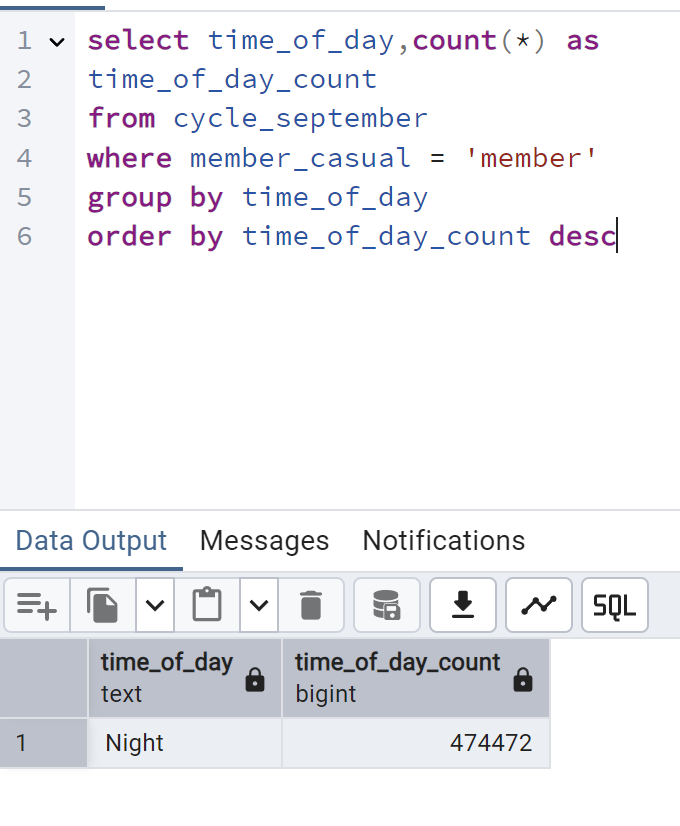 1 select time_of_day,count(*) as
2 time_of_day_count
3 from cycle_september
4 where member_casual = 'member'
5 group by time_of_day
6 order by time_of_day_count desc
Data Output Messages Notifications
SQL
time_of_day time_of_day_count
text bigint
1 Night 474472